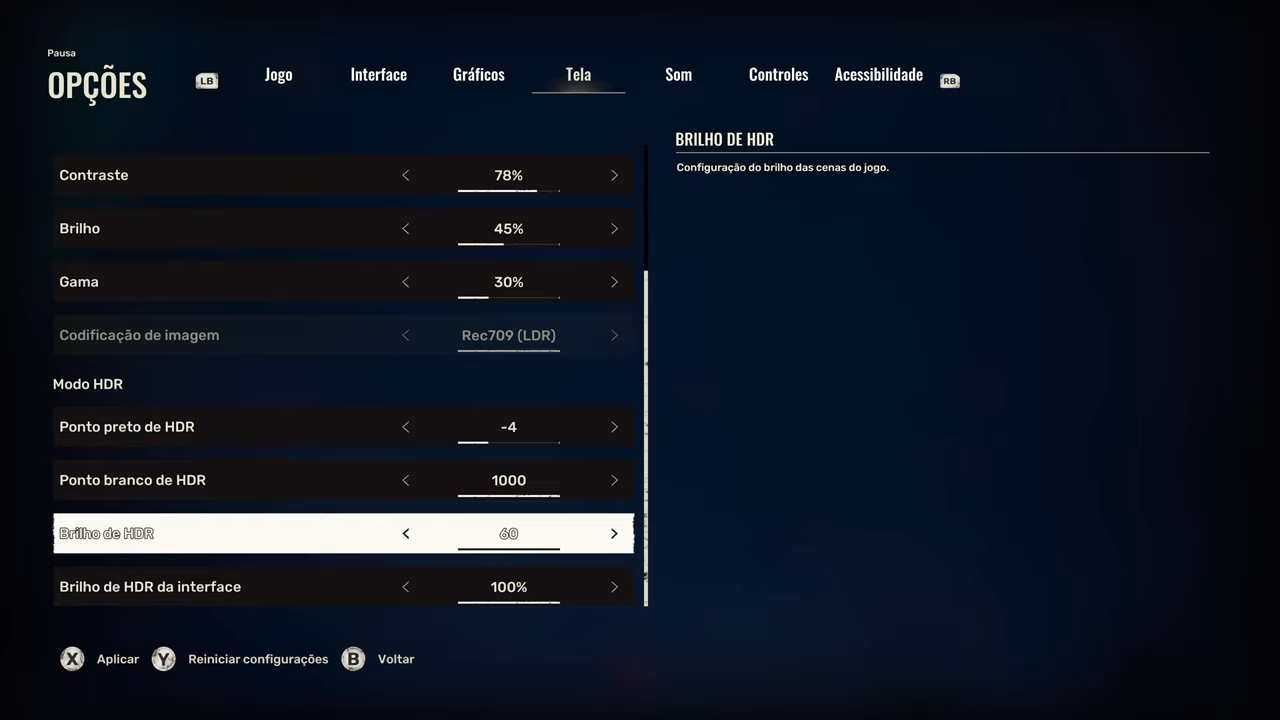 Pausa
OPÇÕES
LB
Jogo
Interface
Gráficos
Tela
Som
Controles
Acessibilidade
RB
BRILHO DE HDR
Configuração do brilho das cenas do jogo.
Contraste 78%
Brilho 45%
Gama 30%
Codificação de imagem Rec709 (LDR)
Modo HDR
Ponto preto de HDR -4
Ponto branco de HDR 1000
Brilho de HDR 60
Brilho de HDR da interface 100%
X Aplicar Y Reiniciar configurações B Voltar